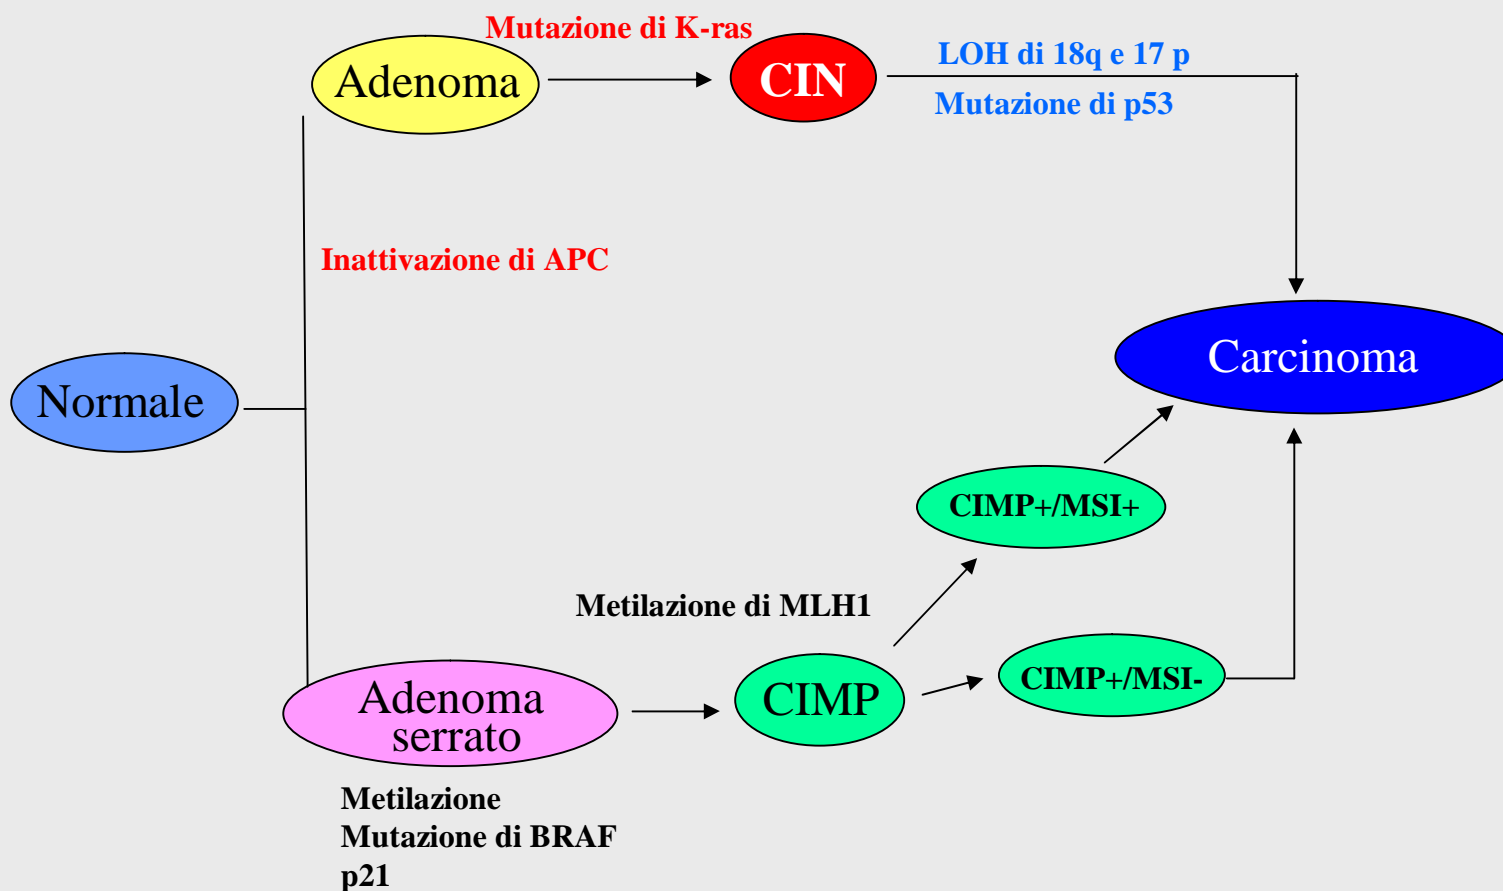 Mutazione di K-ras
Adenoma
CIN
LOH di 18q e 17 p
Mutazione di p53
Inattivazione di APC
Normale
Carcinoma
CIMP+/MSI+
Metilazione di MLH1
CIMP+/MSI-
Adenoma
serrato
CIMP
Metilazione
Mutazione di BRAF
p21